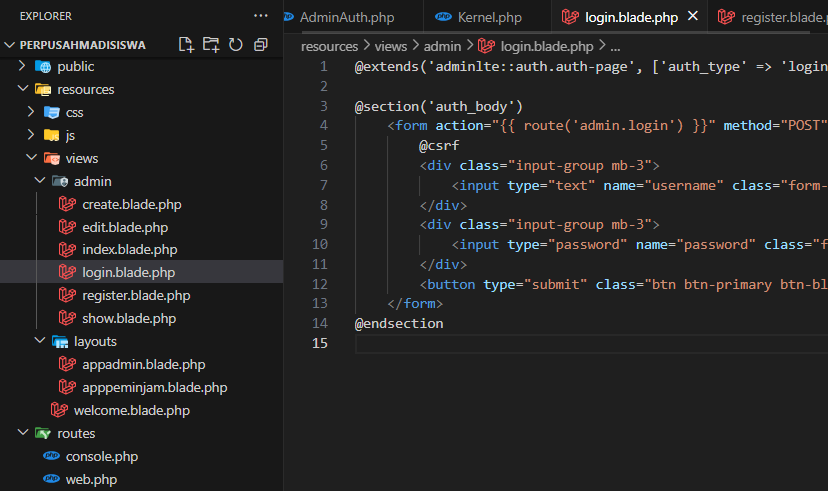 EXPLORER
PERPUSAHMADISISWA
public
resources
css
js
views
admin
create.blade.php
edit.blade.php
index.blade.php
login.blade.php
register.blade.php
show.blade.php
layouts
appadmin.blade.php
apppeminjam.blade.php
welcome.blade.php
routes
console.php
web.php
AdminAuth.php
Kernel.php
login.blade.php
register.blade.p
resources > views > admin > login.blade.php > ...
1 @extends('adminlte::auth.auth-page', ['auth_type' => 'login
2
3 @section('auth_body')
4 <form action="{{ route('admin.login') }}" method="POST"
5 @csrf
6 <div class="input-group mb-3">
7 <input type="text" name="username" class="form-
8 </div>
9 <div class="input-group mb-3">
10 <input type="password" name="password" class="f
11 </div>
12 <button type="submit" class="btn btn-primary btn-bl
13 </form>
14 @endsection
15